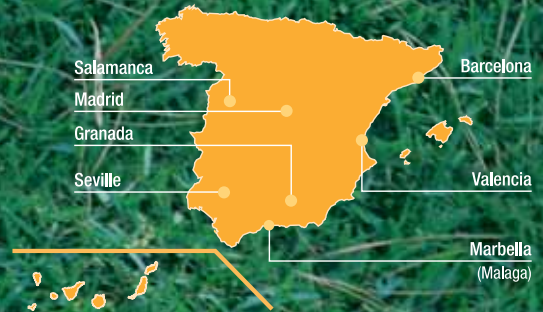 Salamanca
Madrid
Granada
Seville
Barcelona
Valencia
Marbella
(Malaga)